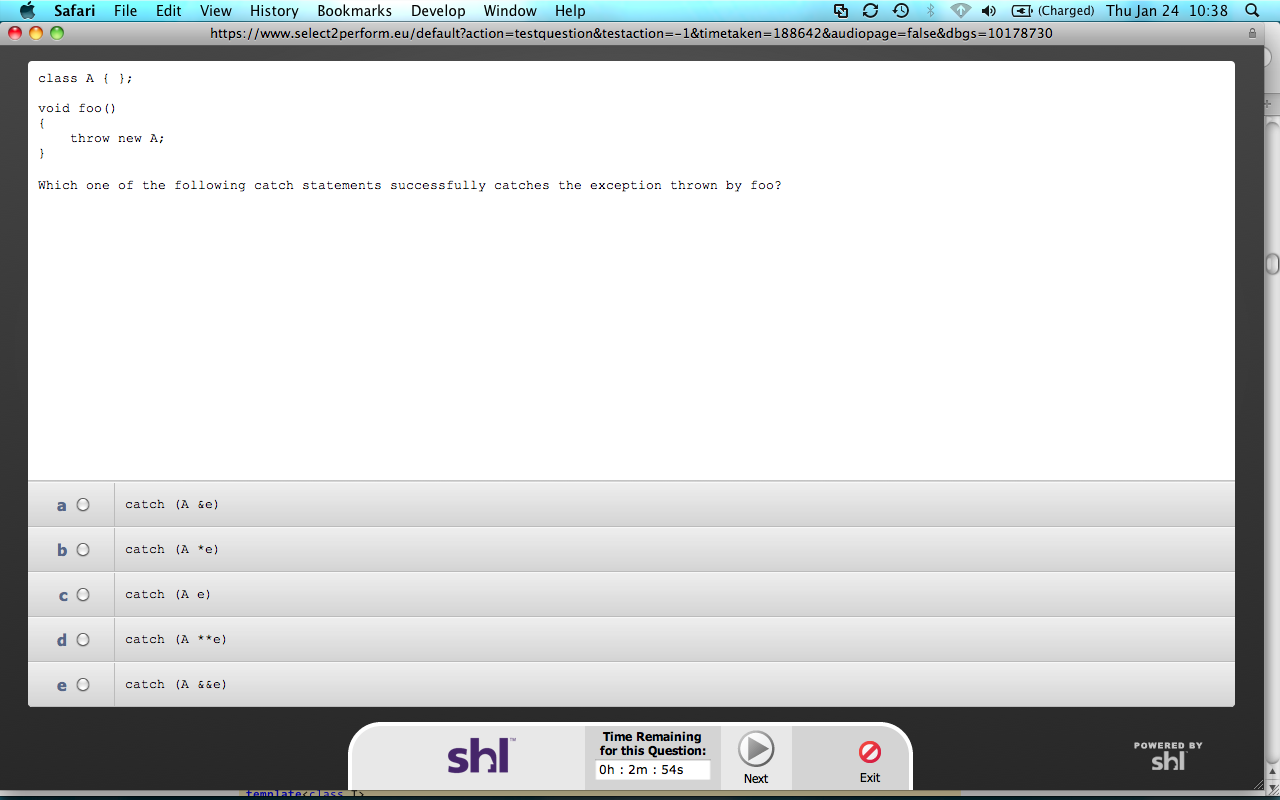 Safari File Edit View History Bookmarks Develop Window Help (Charged) Thu Jan 24 10:38
https://www.select2perform.eu/default?action=testquestion&testaction=-1&timetaken=188642&audiopage=false&dbgs=10178730
class A { };
void foo()
{
    throw new A;
}
Which one of the following catch statements successfully catches the exception thrown by foo?
a catch (A &e)
b catch (A *e)
c catch (A e)
d catch (A **e)
e catch (A &&e)
shl™
Time Remaining
for this Question:
0h : 2m : 54s
Next
Exit
POWERED BY
shl
template<class T>